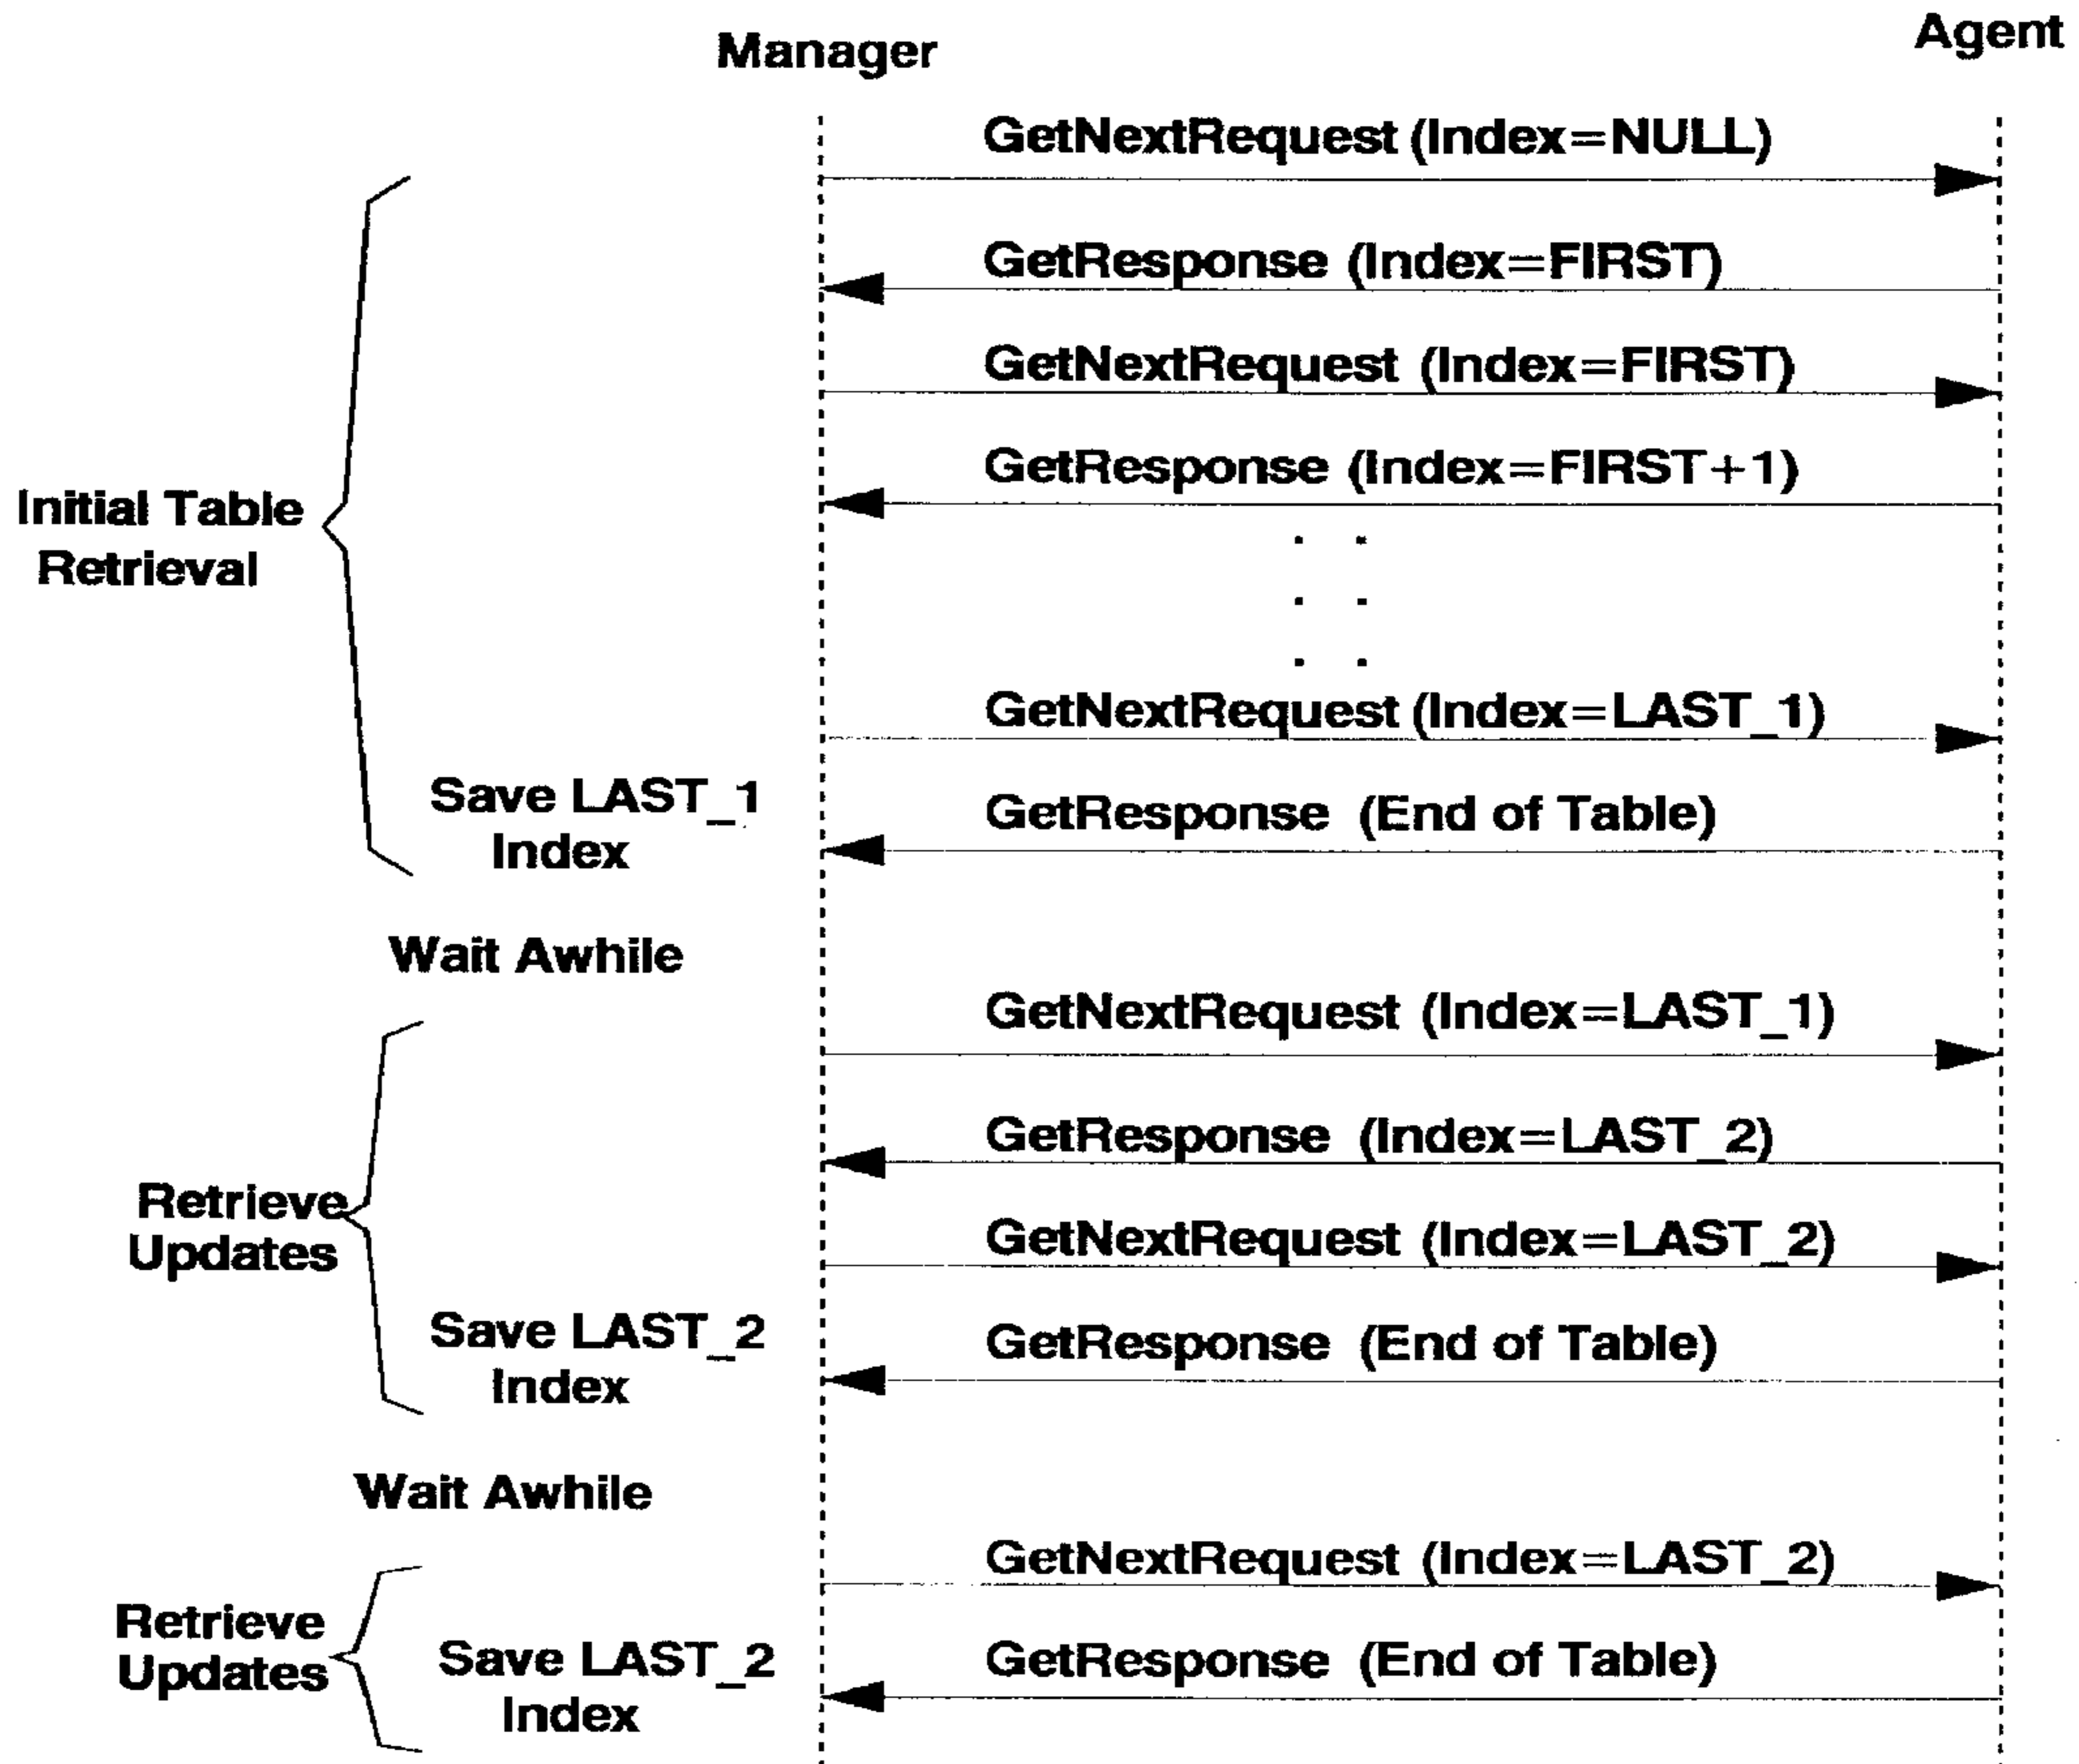 Manager
Agent
GetNextRequest (Index=NULL)
GetResponse (Index=FIRST)
GetNextRequest (Index=FIRST)
GetResponse (Index=FIRST+1)
Initial Table
Retrieval
GetNextRequest (Index=LAST_1)
Save LAST_1
Index
GetResponse (End of Table)
Wait Awhile
GetNextRequest (Index=LAST_1)
GetResponse (Index=LAST_2)
Retrieve
Updates
GetNextRequest (Index=LAST_2)
Save LAST_2
Index
GetResponse (End of Table)
Wait Awhile
GetNextRequest (Index=LAST_2)
Retrieve
Updates
Save LAST_2
Index
GetResponse (End of Table)